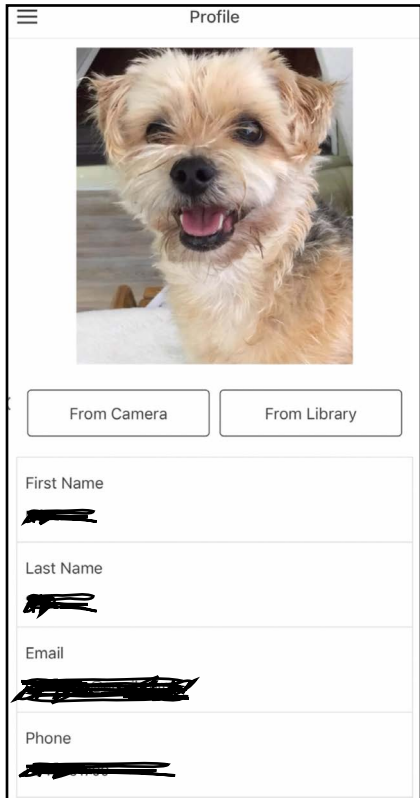 Profile
From Camera
From Library
First Name
Last Name
Email
Phone